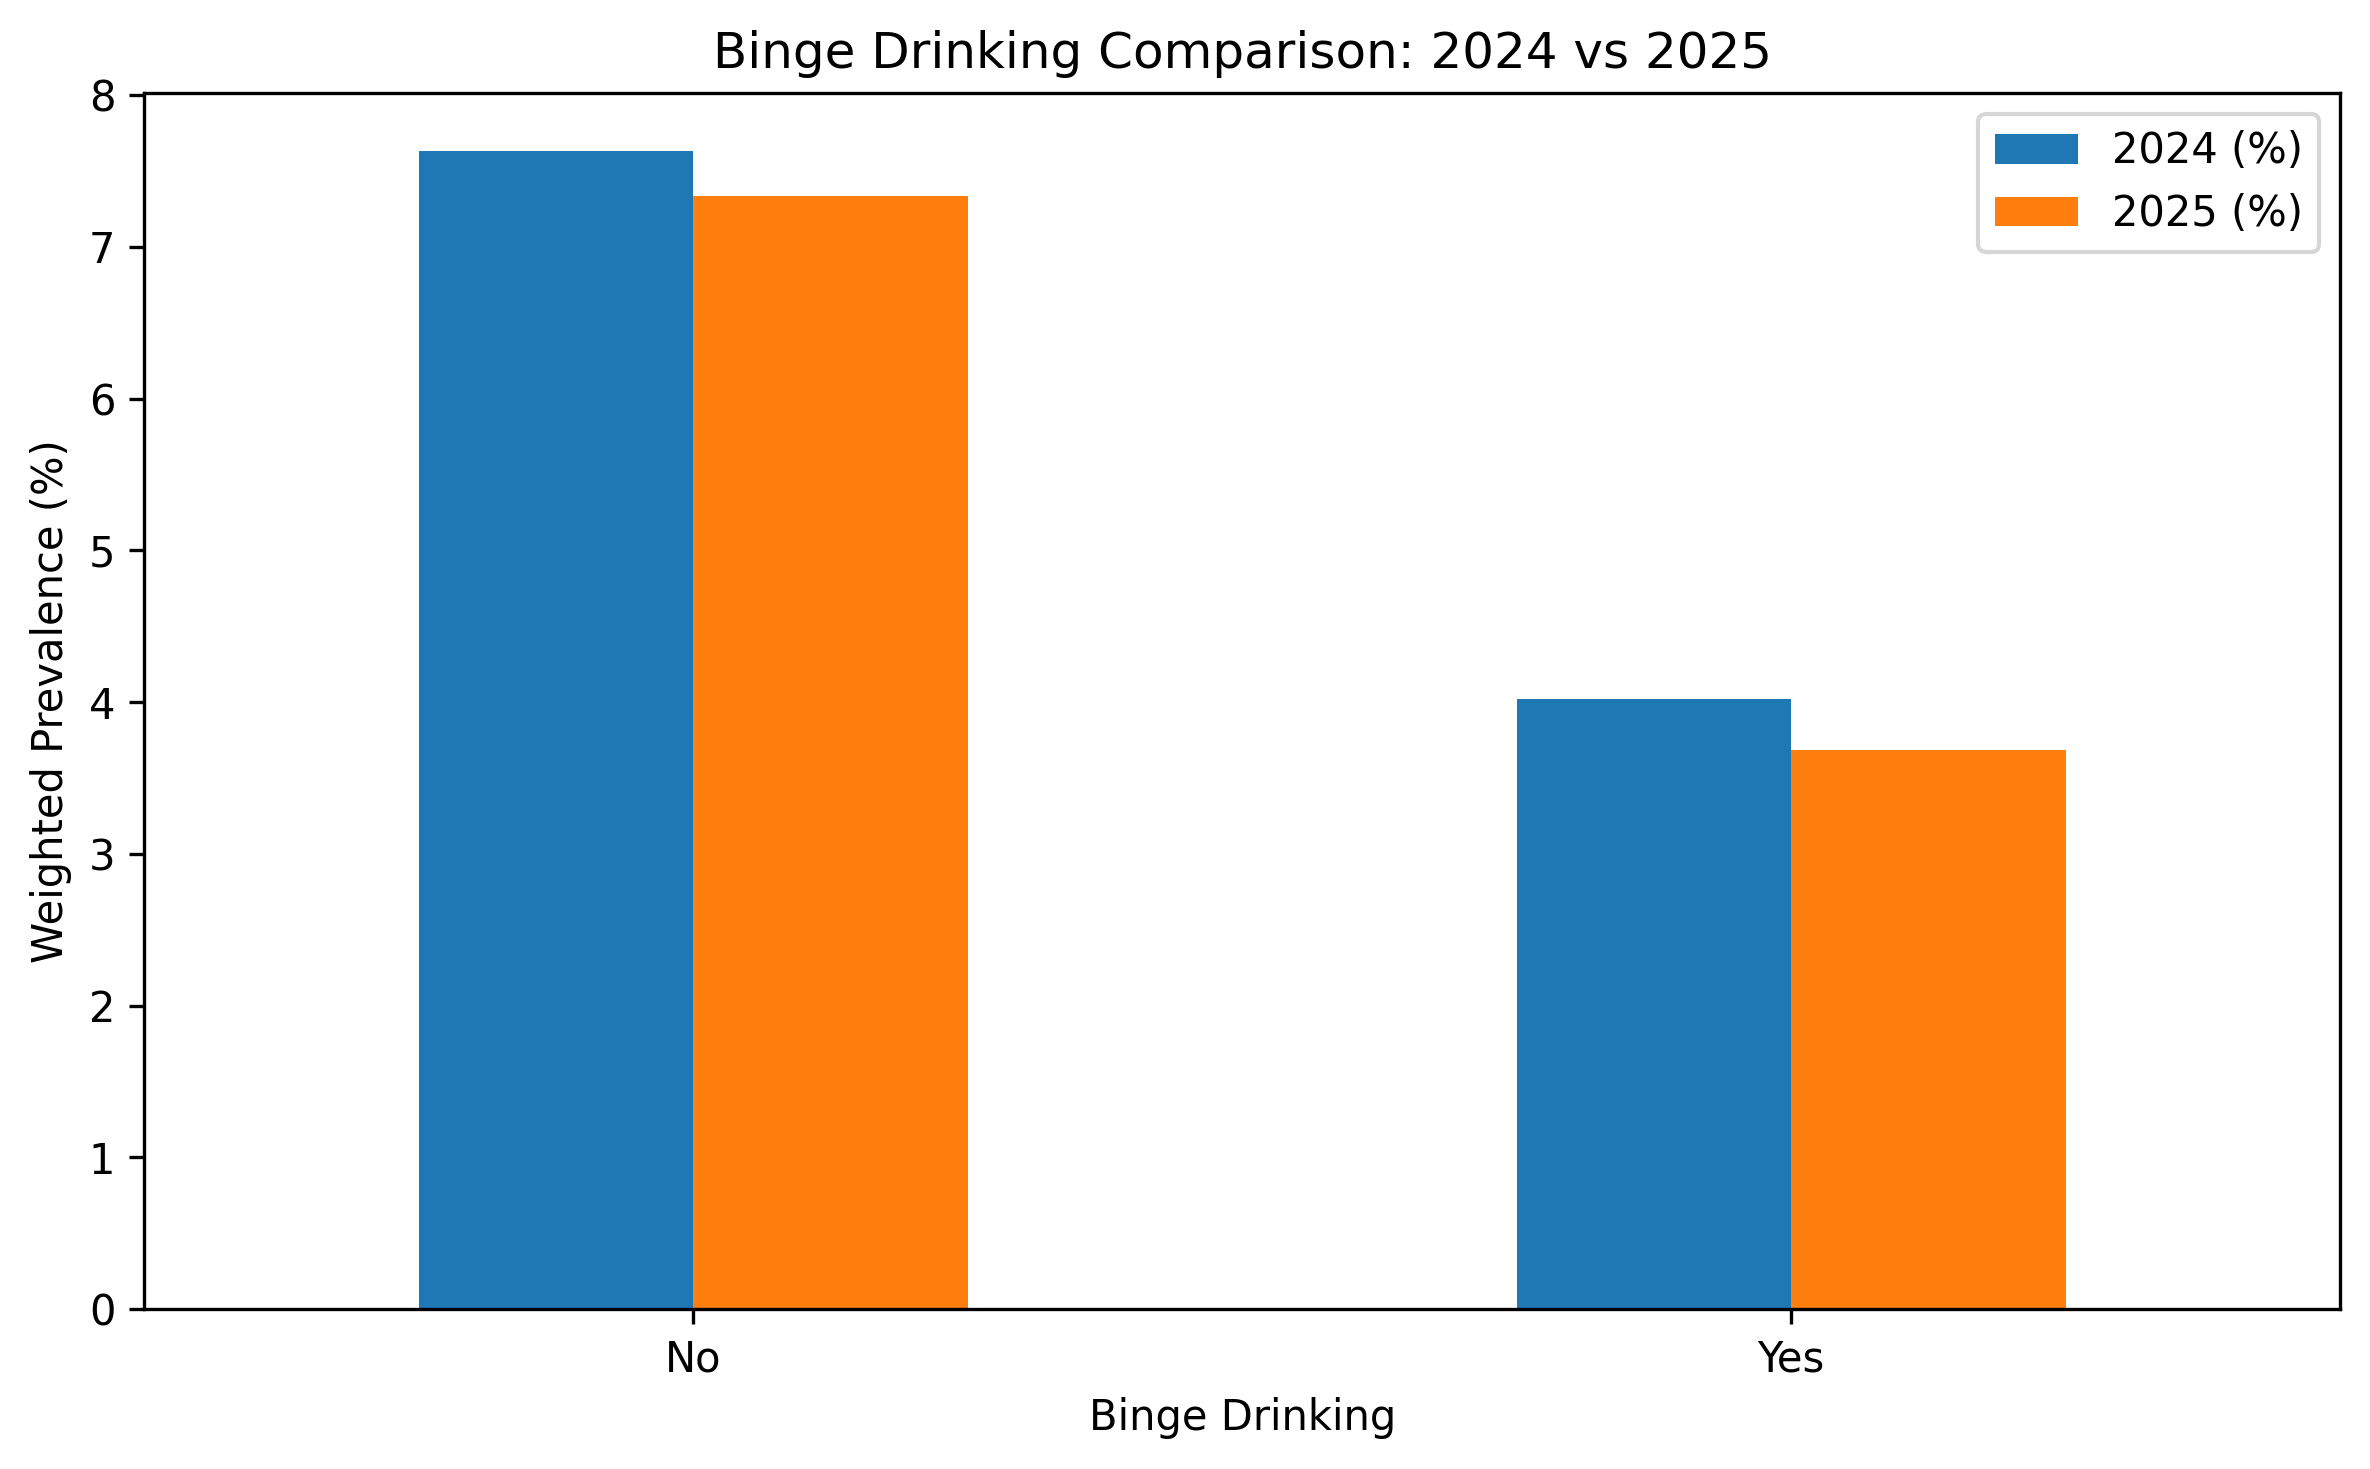 Binge Drinking Comparison: 2024 vs 2025
8
7
6
5
4
3
2
1
0
Weighted Prevalence (%)
2024 (%)
2025 (%)
No
Yes
Binge Drinking